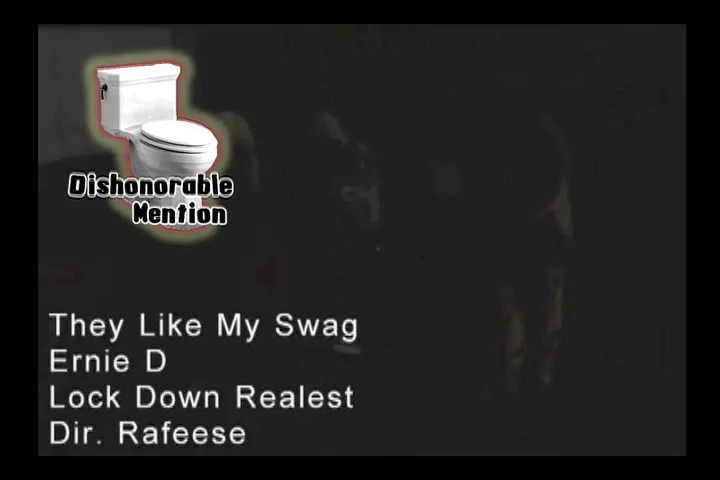 Dishonorable
Mention
They Like My Swag
Ernie D
Lock Down Realest
Dir. Rafeese